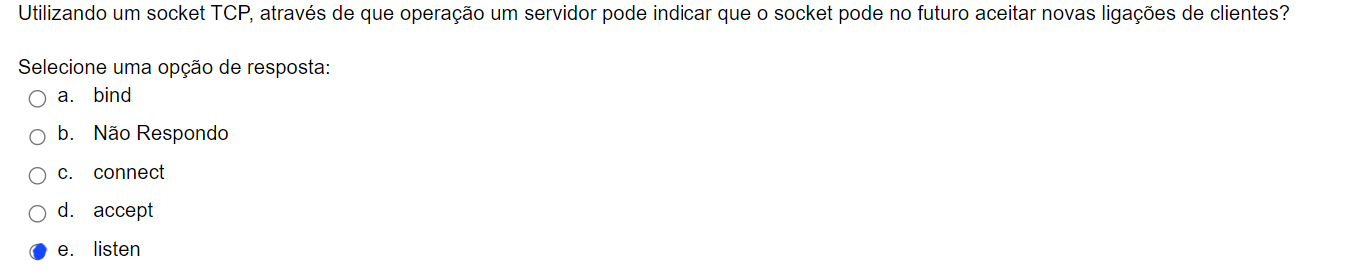 Utilizando um socket TCP, através de que operação um servidor pode indicar que o socket pode no futuro aceitar novas ligações de clientes?
Selecione uma opção de resposta:
a. bind
b. Não Respondo
c. connect
d. accept
e. listen